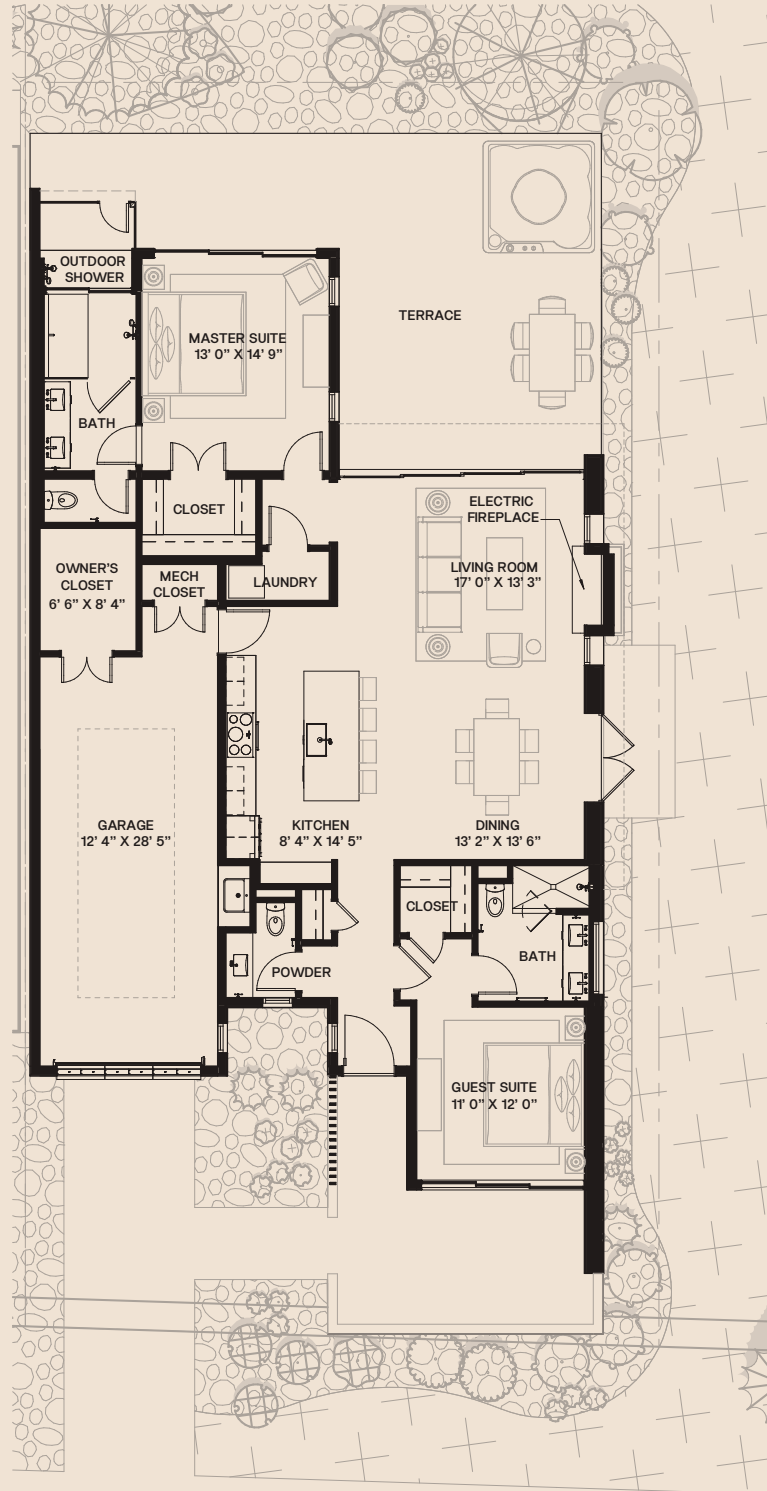 OUTDOOR
SHOWER
TERRACE
MASTER SUITE
13’ 0” X 14’ 9”
BATH
CLOSET
ELECTRIC
FIREPLACE
OWNER’S
CLOSET
6’ 6” X 8’ 4”
MECH
CLOSET
LAUNDRY
LIVING ROOM
17’ 0” X 13’ 3”
GARAGE
12’ 4” X 28’ 5”
KITCHEN
8’ 4” X 14’ 5”
DINING
13’ 2” X 13’ 6”
CLOSET
BATH
POWDER
GUEST SUITE
11’ 0” X 12’ 0”